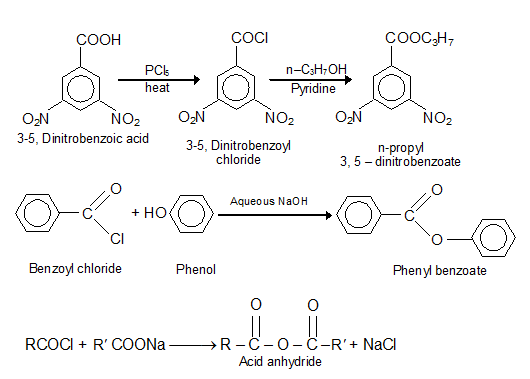 COOH COCl COOC₃H₇
PCl₅ n–C₃H₇OH
heat Pyridine
O₂N NO₂ O₂N NO₂ O₂N NO₂
3-5, Dinitrobenzoic acid 3-5, Dinitrobenzoyl n-propyl
chloride 3, 5 – dinitrobenzoate
O O
C + HO Aqueous NaOH C
Cl O
Benzoyl chloride Phenol Phenyl benzoate
O O
RCOCl + R′ COONa → R – C – O – C – R′ + NaCl
Acid anhydride